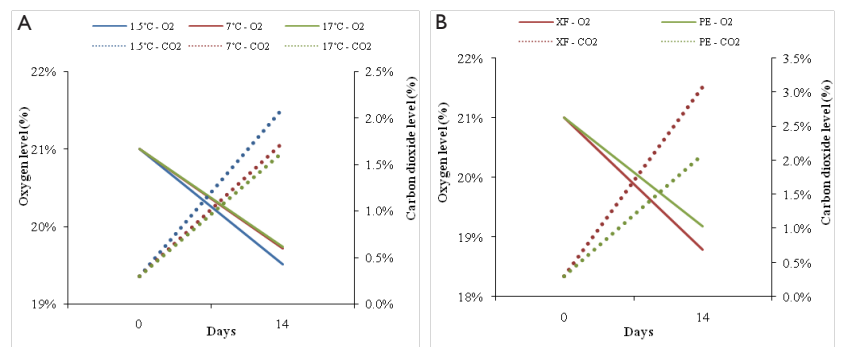 A
1.5°C - O2 7°C - O2 17°C - O2
1.5°C - CO2 7°C - CO2 17°C - CO2
22%
21%
20%
19%
Oxygen level (%)
2.5%
2.0%
1.5%
1.0%
0.5%
0.0%
Carbon dioxide level (%)
0 14
Days
B
XF - O2 PE - O2
XF - CO2 PE - CO2
22%
21%
20%
19%
18%
Oxygen level (%)
3.5%
3.0%
2.5%
2.0%
1.5%
1.0%
0.5%
0.0%
Carbon dioxide level (%)
0 14
Days